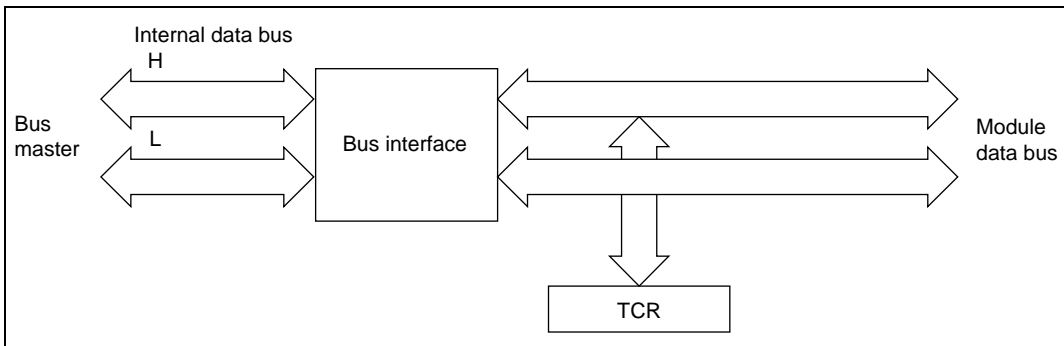 Internal data bus
H
Bus
master
L
Bus interface
Module
data bus
TCR